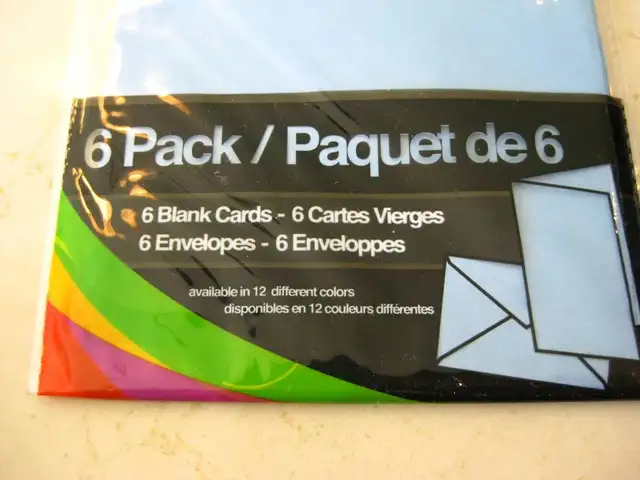 6 Pack / Paquet de 6
6 Blank Cards - 6 Cartes Vierges
6 Envelopes - 6 Enveloppes
available in 12 different colors
disponibles en 12 couleurs différentes